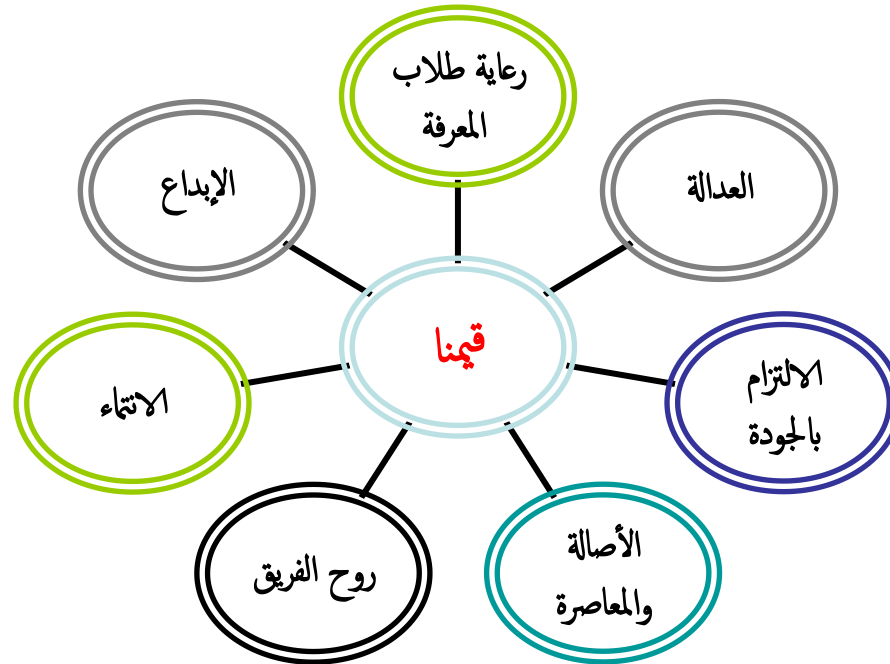 رعاية طلاب
المعرفة
العدالة
الإبداع
قيمنا
الالتزام
بالجودة
الانتماء
الأصالة
والمعاصرة
روح الفريق